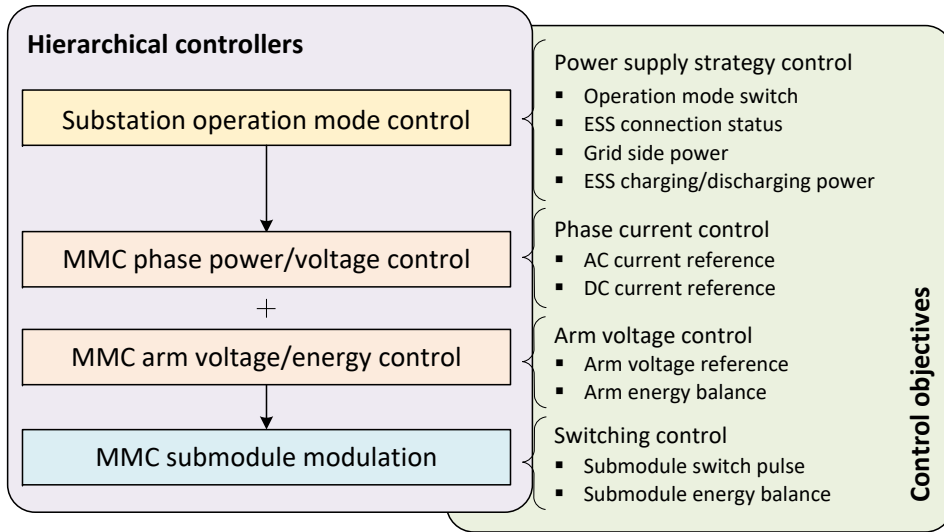 Hierarchical controllers
Substation operation mode control
MMC phase power/voltage control
+
MMC arm voltage/energy control
MMC submodule modulation
Power supply strategy control
▪ Operation mode switch
▪ ESS connection status
▪ Grid side power
▪ ESS charging/discharging power
Phase current control
▪ AC current reference
▪ DC current reference
Arm voltage control
▪ Arm voltage reference
▪ Arm energy balance
Switching control
▪ Submodule switch pulse
▪ Submodule energy balance
Control objectives